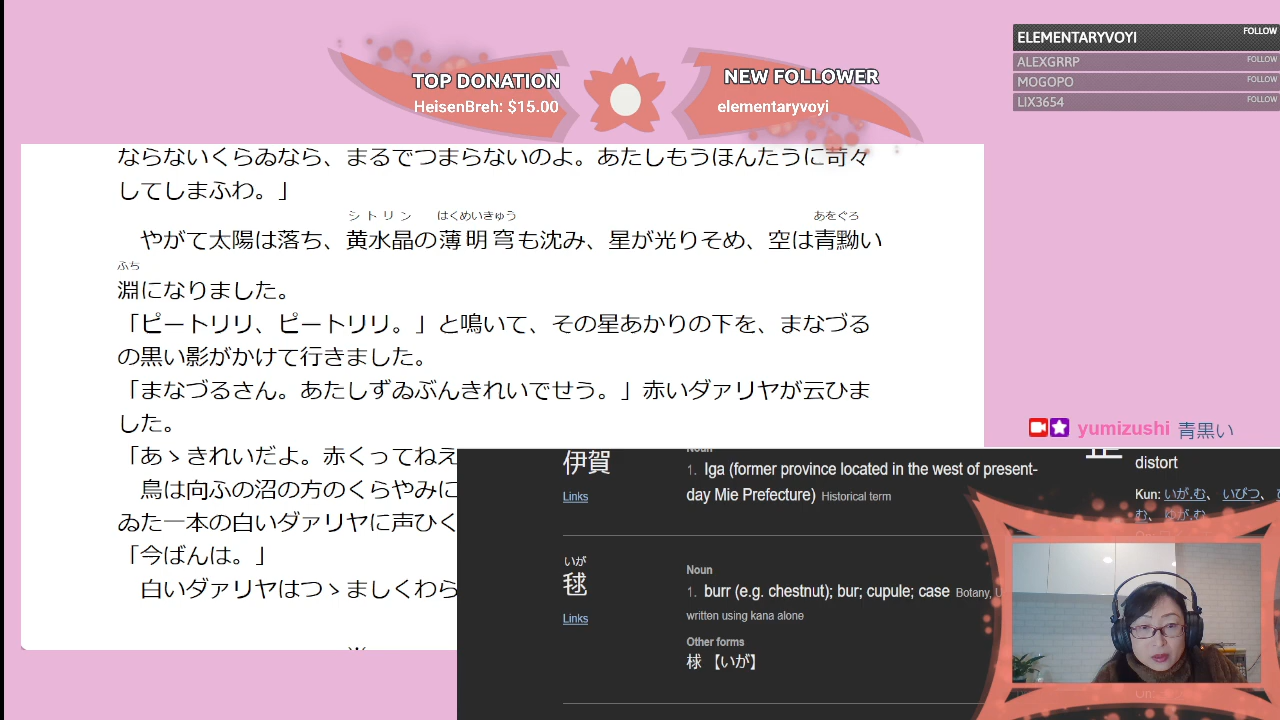 TOP DONATION
HeisenBreh: $15.00
NEW FOLLOWER
elementaryvoyi
ELEMENTARYVOYI FOLLOW
ALEXGRRP FOLLOW
MOGOPO FOLLOW
LIX3654 FOLLOW
ならないくらゐなら、まるでつまらないのよ。あたしもうほんたうに苛々
してしまふわ。」
シトリン はくめいきゅう あをぐろ
やがて太陽は落ち、黄水晶の薄明穹も沈み、星が光りそめ、空は青黝い
ふち
淵になりました。
「ピートリリ、ピートリリ。」と鳴いて、その星あかりの下を、まなづる
の黒い影がかけて行きました。
「まなづるさん。あたしずゐぶんきれいでせう。」赤いダァリヤが云ひま
した。
「あゝきれいだよ。赤くってねえ
鳥は向ふの沼の方のくらやみに
ゐた一本の白いダァリヤに声ひく
「今ばんは。」
白いダァリヤはつゝましくわら
yumizushi 青黒い
伊賀
Links
Noun
1. Iga (former province located in the west of present-
day Mie Prefecture) Historical term
いが
毬
Links
Noun
1. burr (e.g. chestnut); bur; cupule; case Botany,
written using kana alone
Other forms
梂 【いが】
distort
Kun: いが.む、 いびつ、
む、 ゆが.む